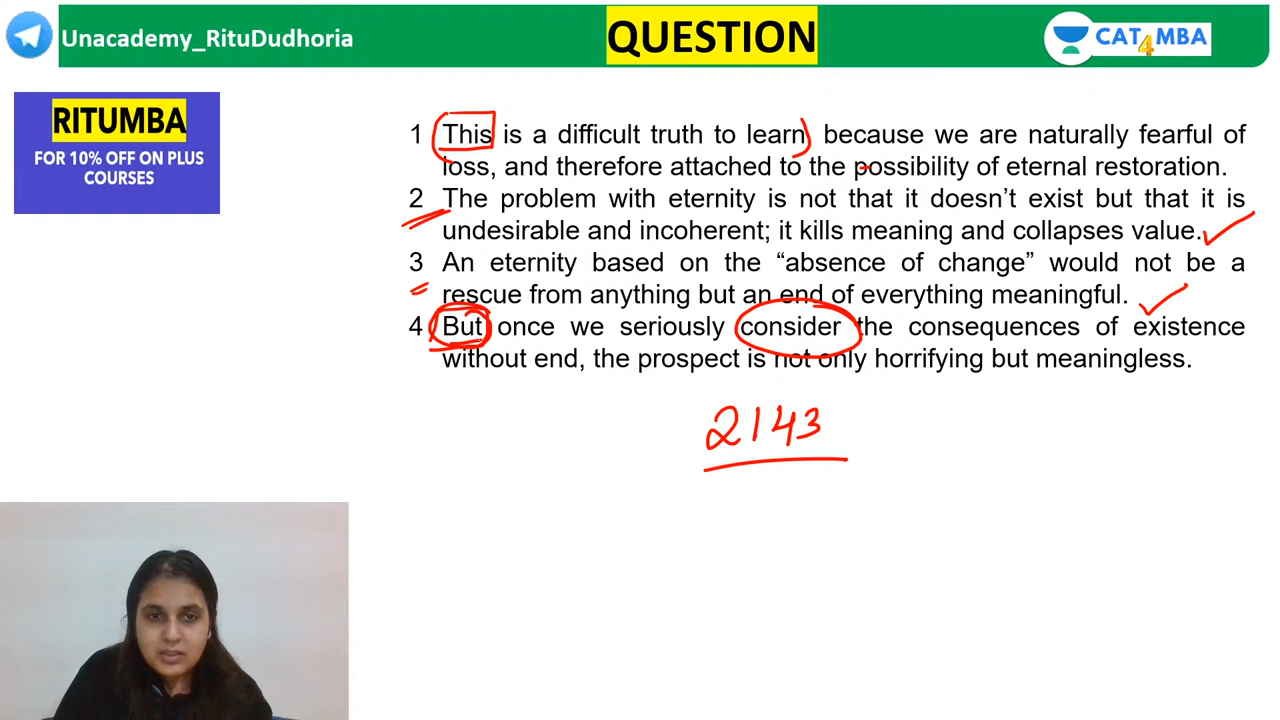 Unacademy_RituDudhoria
QUESTION
CAT4MBA
RITUMBA
FOR 10% OFF ON PLUS
COURSES
1 This is a difficult truth to learn, because we are naturally fearful of
loss, and therefore attached to the possibility of eternal restoration.
2 The problem with eternity is not that it doesn't exist but that it is
undesirable and incoherent; it kills meaning and collapses value.
3 An eternity based on the “absence of change” would not be a
rescue from anything but an end of everything meaningful.
4 But once we seriously consider the consequences of existence
without end, the prospect is not only horrifying but meaningless.
2143